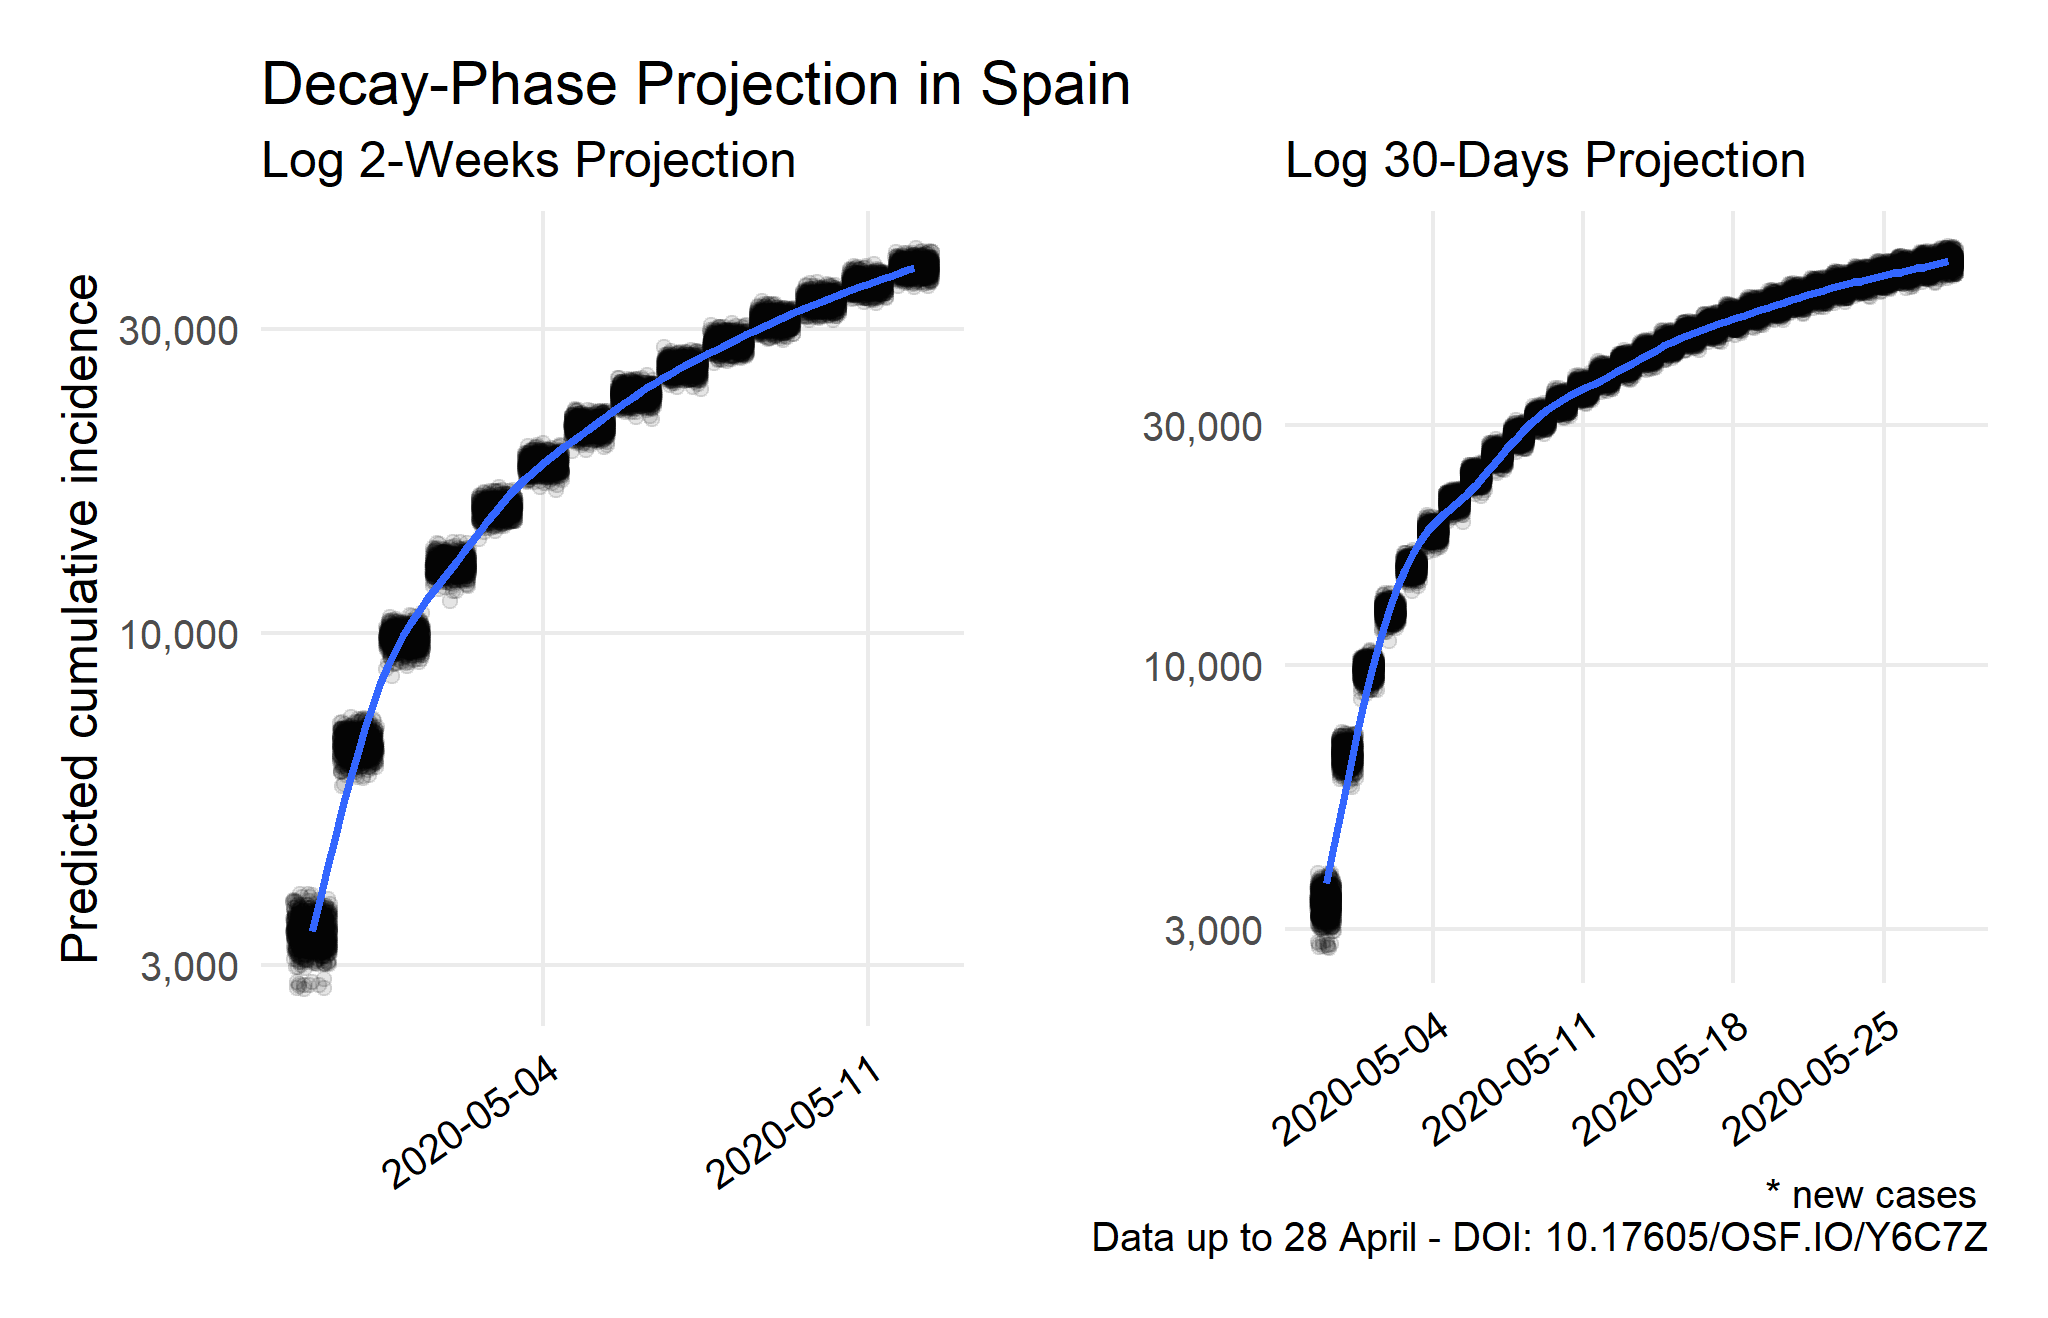 Decay-Phase Projection in Spain
Log 2-Weeks Projection
Predicted cumulative incidence
30,000
10,000
3,000
2020-05-04
2020-05-11
Log 30-Days Projection
30,000
10,000
3,000
2020-05-04
2020-05-11
2020-05-18
2020-05-25
* new cases
Data up to 28 April - DOI: 10.17605/OSF.IO/Y6C7Z